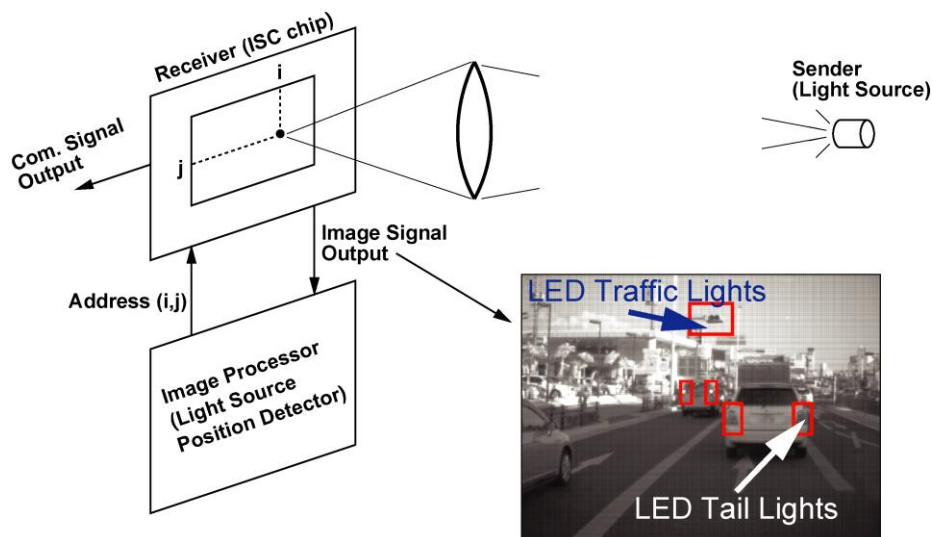 Receiver (ISC chip)
i
j
Com. Signal
Output
Sender
(Light Source)
Image Signal
Output
Address (i,j)
Image Processor
(Light Source
Position Detector)
LED Traffic Lights
LED Tail Lights